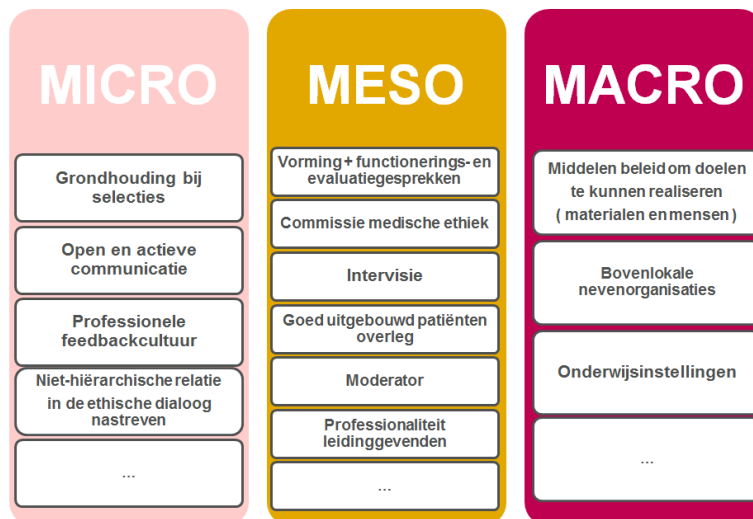 MICRO
Grondhouding bij
selecties
Open en actieve
communicatie
Professionele
feedbackcultuur
Niet-hiërarchische relatie
in de ethische dialoog
nastreven
...
MESO
Vorming + functionerings- en
evaluatiegesprekken
Commissie medische ethiek
Intervisie
Goed uitgebouwd patiënten
overleg
Moderator
Professionaliteit
leidinggevenden
...
MACRO
Middelen beleid om doelen
te kunnen realiseren
( materialen en mensen )
Bovenlokale
nevenorganisaties
Onderwijsinstellingen
...